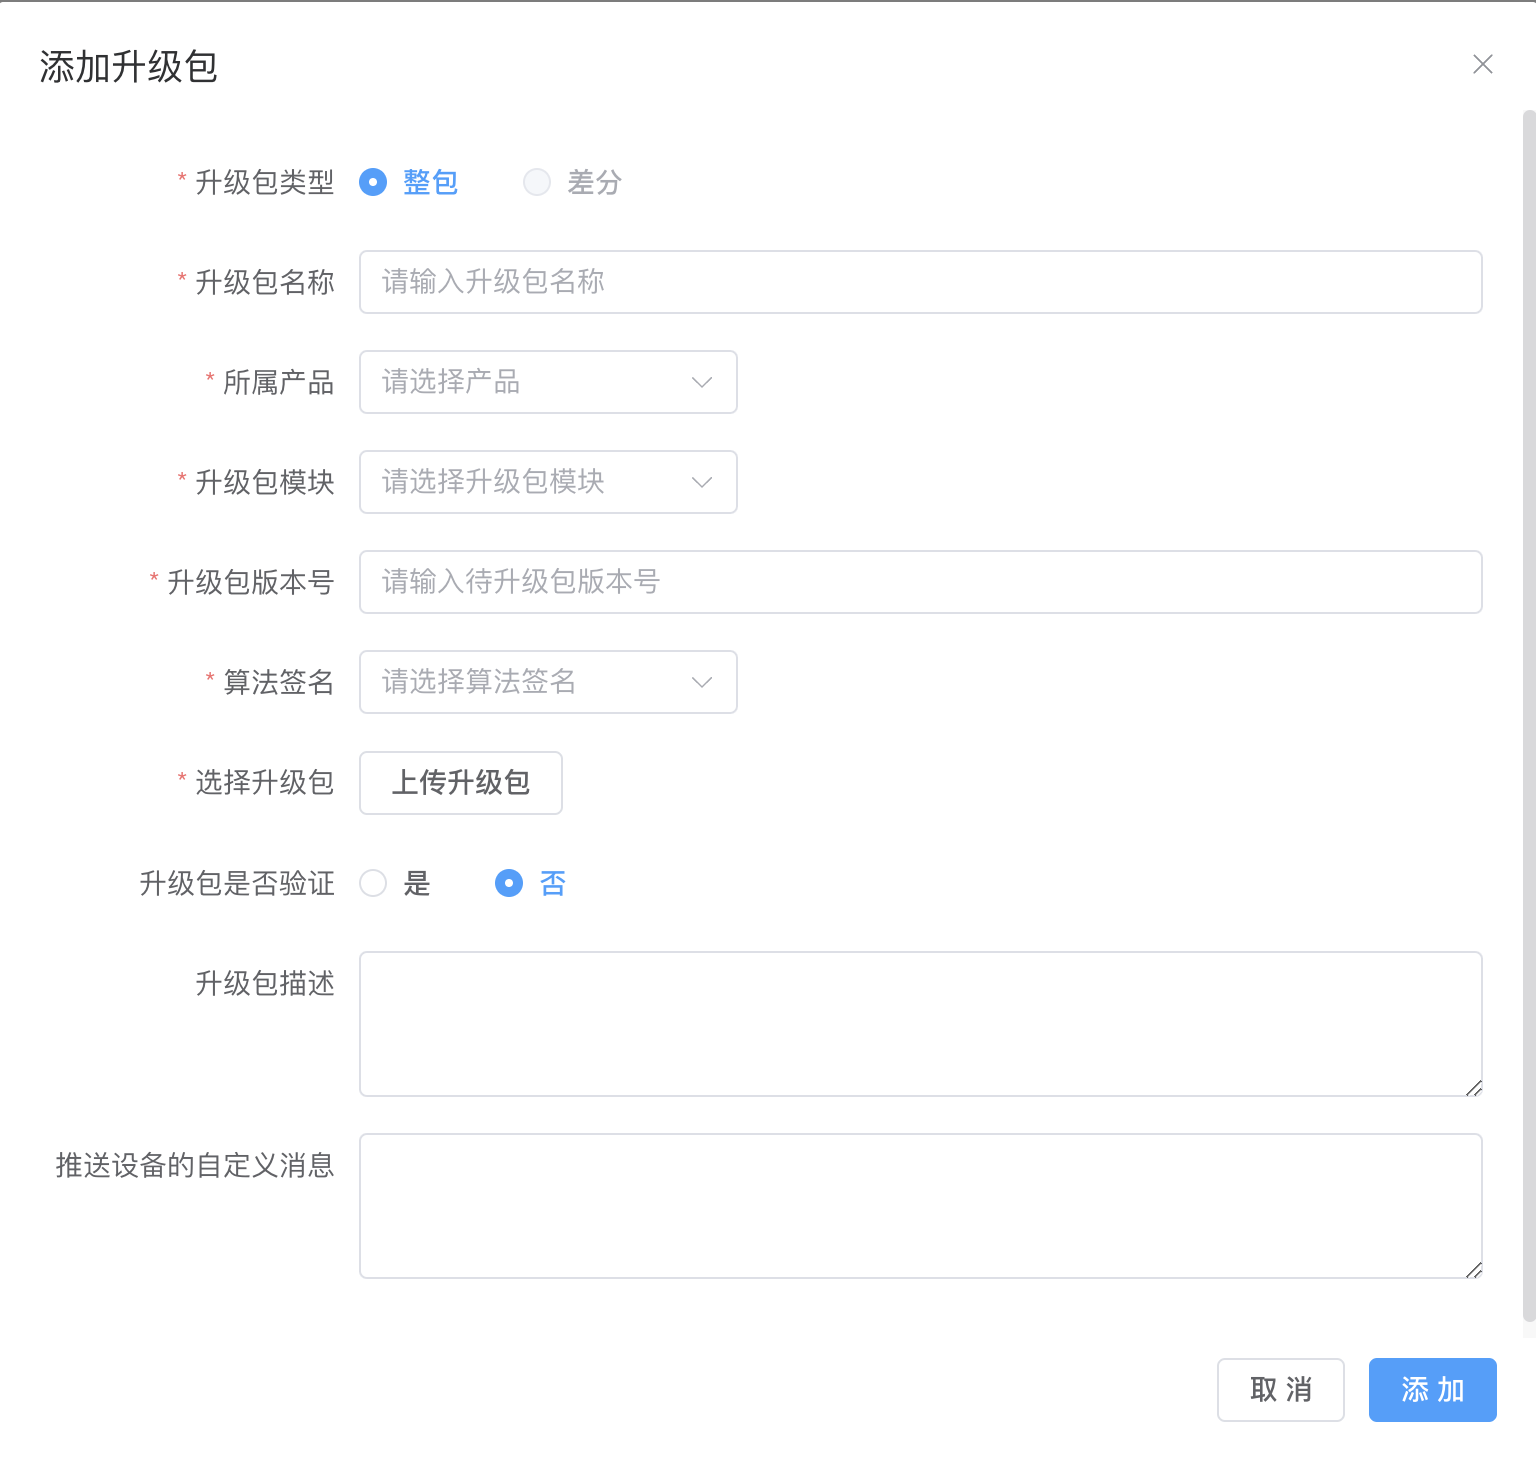 添加升级包
* 升级包类型 整包 差分
* 升级包名称 请输入升级包名称
* 所属产品 请选择产品
* 升级包模块 请选择升级包模块
* 升级包版本号 请输入待升级包版本号
* 算法签名 请选择算法签名
* 选择升级包 上传升级包
升级包是否验证 是 否
升级包描述
推送设备的自定义消息
取 消 添 加